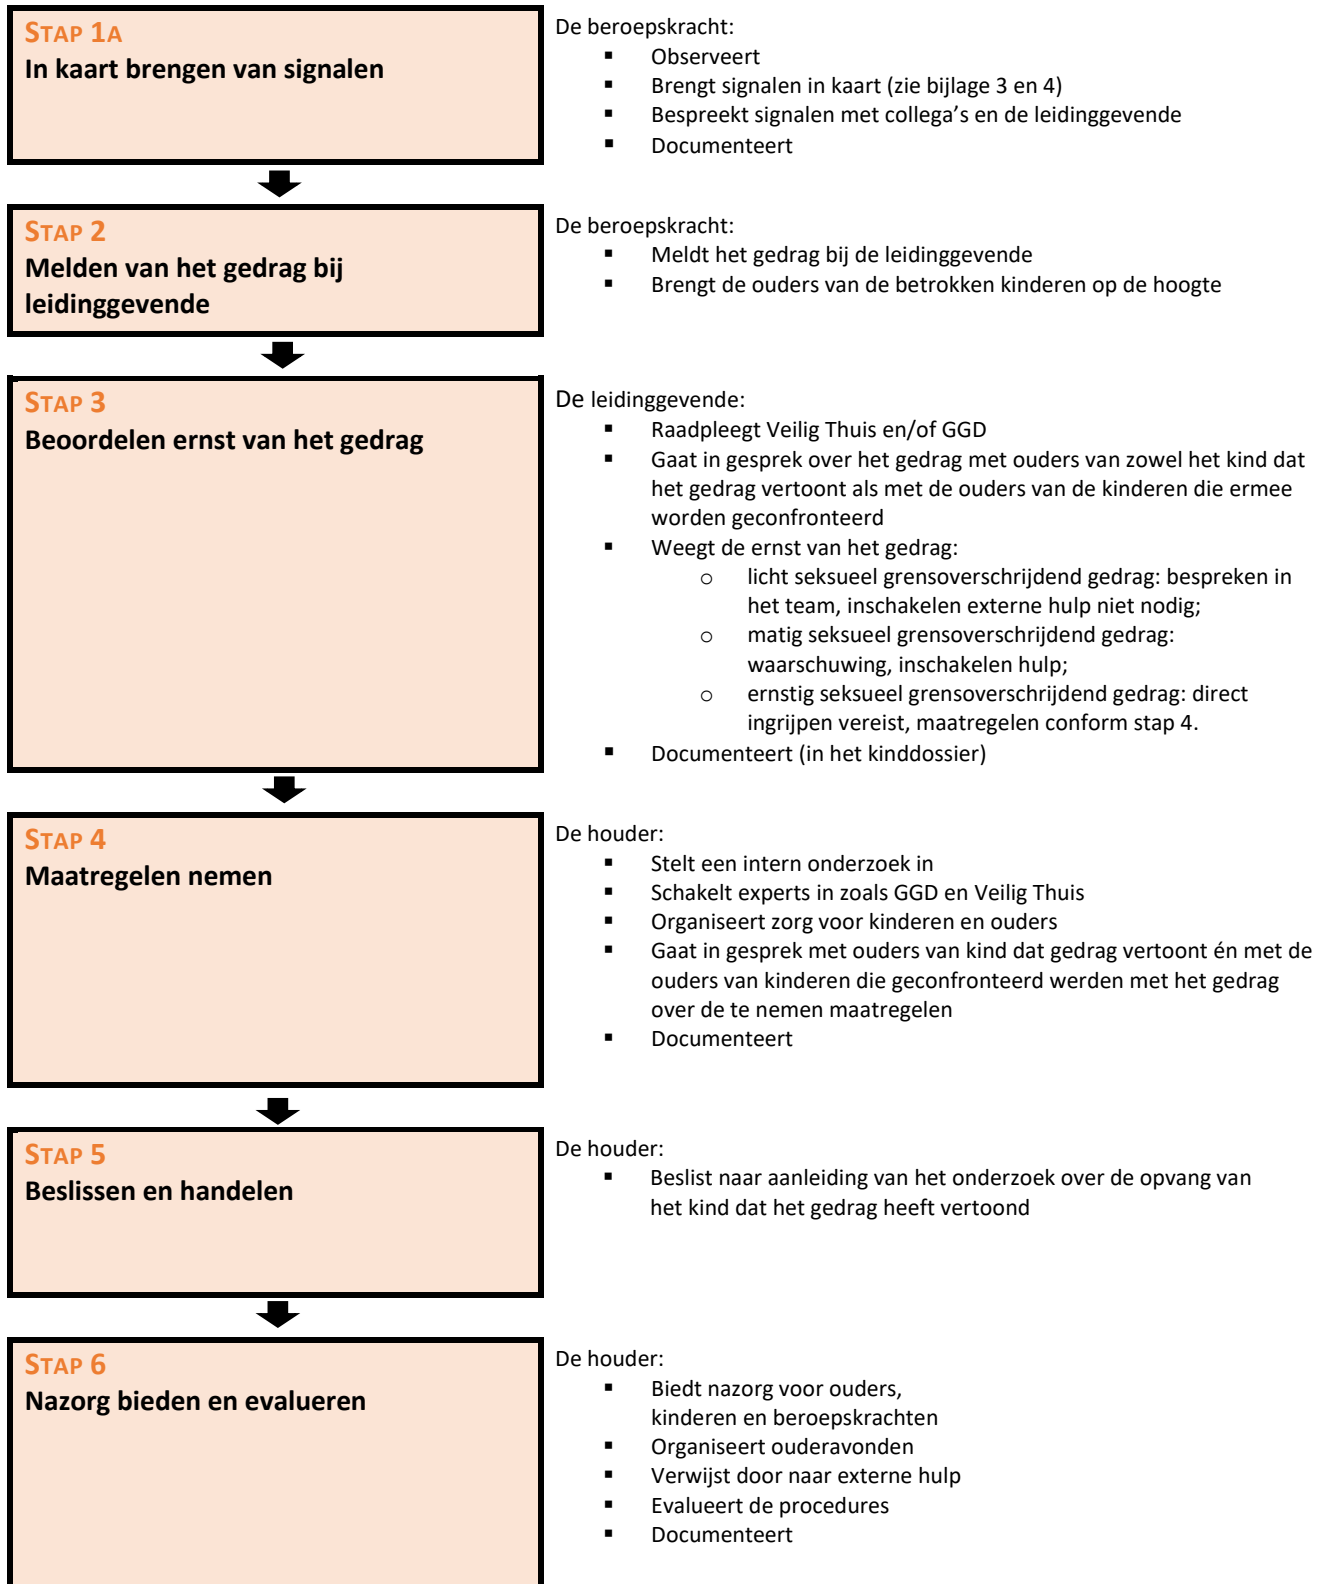 STAP 1A
In kaart brengen van signalen
De beroepskracht:
▪ Observeert
▪ Brengt signalen in kaart (zie bijlage 3 en 4)
▪ Bespreekt signalen met collega’s en de leidinggevende
▪ Documenteert
STAP 2
Melden van het gedrag bij
leidinggevende
De beroepskracht:
▪ Meldt het gedrag bij de leidinggevende
▪ Brengt de ouders van de betrokken kinderen op de hoogte
STAP 3
Beoordelen ernst van het gedrag
De leidinggevende:
▪ Raadpleegt Veilig Thuis en/of GGD
▪ Gaat in gesprek over het gedrag met ouders van zowel het kind dat
het gedrag vertoont als met de ouders van de kinderen die ermee
worden geconfronteerd
▪ Weegt de ernst van het gedrag:
o licht seksueel grensoverschrijdend gedrag: bespreken in
het team, inschakelen externe hulp niet nodig;
o matig seksueel grensoverschrijdend gedrag:
waarschuwing, inschakelen hulp;
o ernstig seksueel grensoverschrijdend gedrag: direct
ingrijpen vereist, maatregelen conform stap 4.
▪ Documenteert (in het kinddossier)
STAP 4
Maatregelen nemen
De houder:
▪ Stelt een intern onderzoek in
▪ Schakelt experts in zoals GGD en Veilig Thuis
▪ Organiseert zorg voor kinderen en ouders
▪ Gaat in gesprek met ouders van kind dat gedrag vertoont én met de
ouders van kinderen die geconfronteerd werden met het gedrag
over de te nemen maatregelen
▪ Documenteert
STAP 5
Beslissen en handelen
De houder:
▪ Beslist naar aanleiding van het onderzoek over de opvang van
het kind dat het gedrag heeft vertoond
STAP 6
Nazorg bieden en evalueren
De houder:
▪ Biedt nazorg voor ouders,
kinderen en beroepskrachten
▪ Organiseert ouderavonden
▪ Verwijst door naar externe hulp
▪ Evalueert de procedures
▪ Documenteert